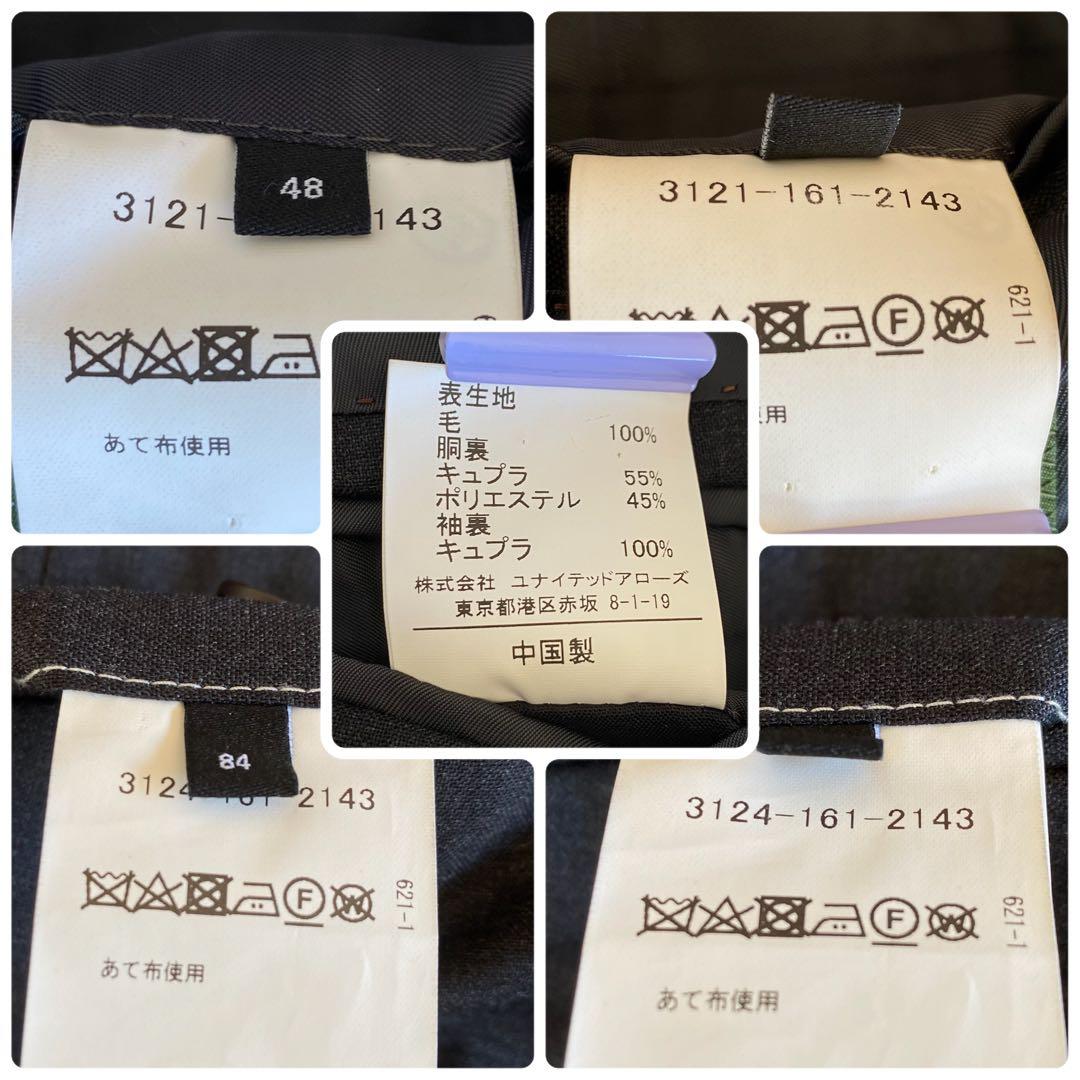 48
3121- 143
あて布使用
3121-161-2143
F W
621-1
用
表生地
毛 100%
胴裏
キュプラ 55%
ポリエステル 45%
袖裏
キュプラ 100%
株式会社 ユナイテッドアローズ
東京都港区赤坂 8-1-19
中国製
84
3124-161-2143
F W
621-1
あて布使用
3124-161-2143
F W
621-1
あて布使用